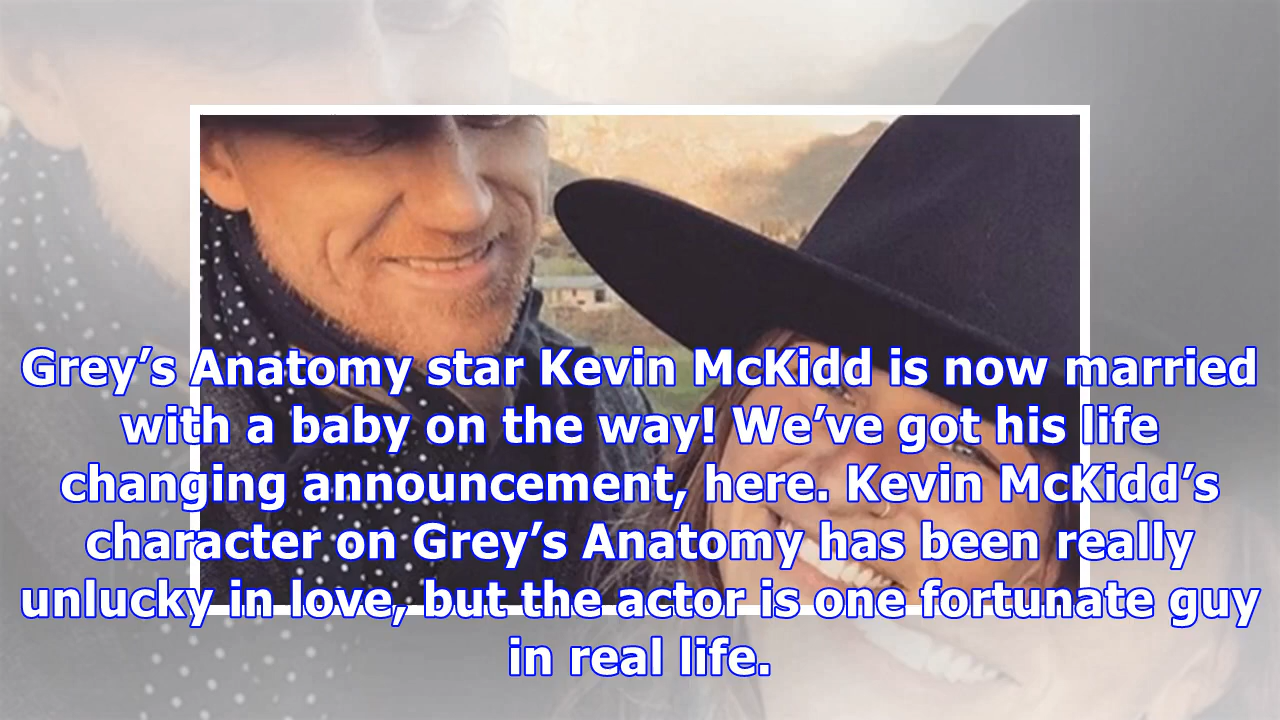 Grey’s Anatomy star Kevin McKidd is now married
with a baby on the way! We’ve got his life
changing announcement, here. Kevin McKidd’s
character on Grey’s Anatomy has been really
unlucky in love, but the actor is one fortunate guy
in real life.